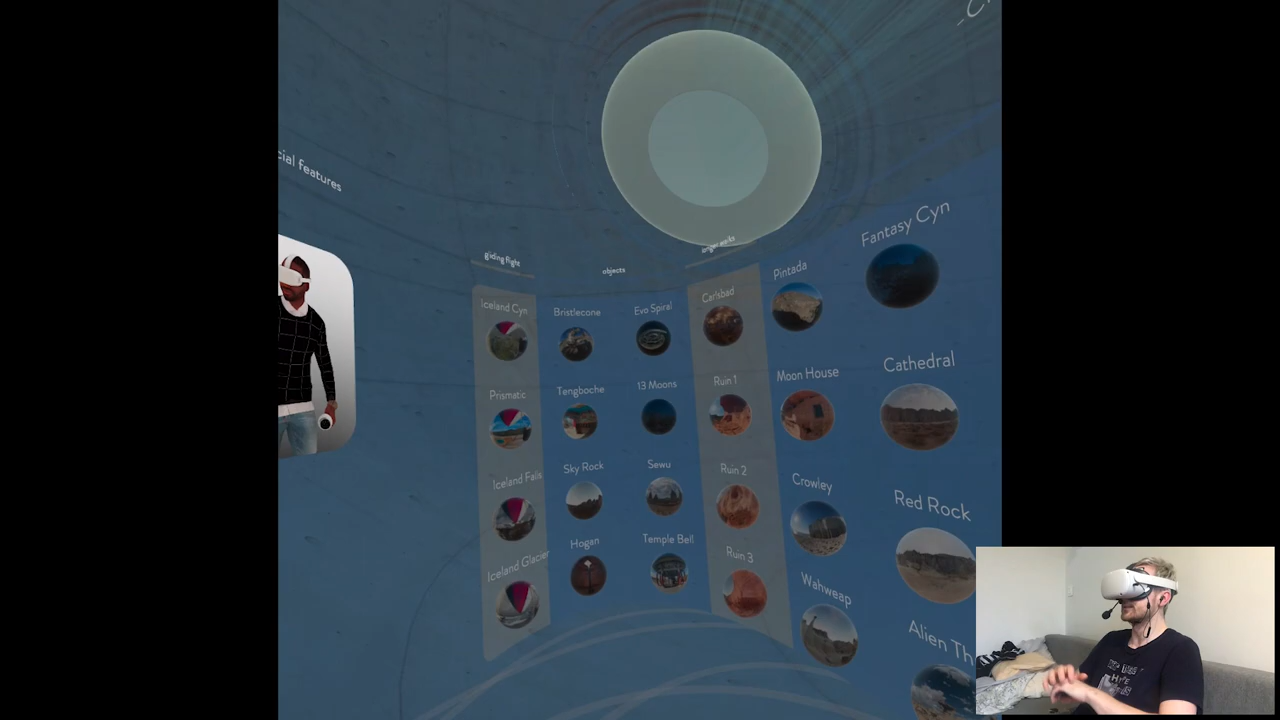 cial features
gliding flight
Iceland Cyn
Prismatic
Iceland Falls
Iceland Glacier
objects
Bristlecone
Evo Spiral
Tengboche
13 Moons
Sky Rock
Sewu
Hogan
Temple Bell
longer works
Carlsbad
Pintada
Fantasy Cyn
Ruin 1
Moon House
Cathedral
Ruin 2
Crowley
Red Rock
Ruin 3
Wahweap
Alien Th